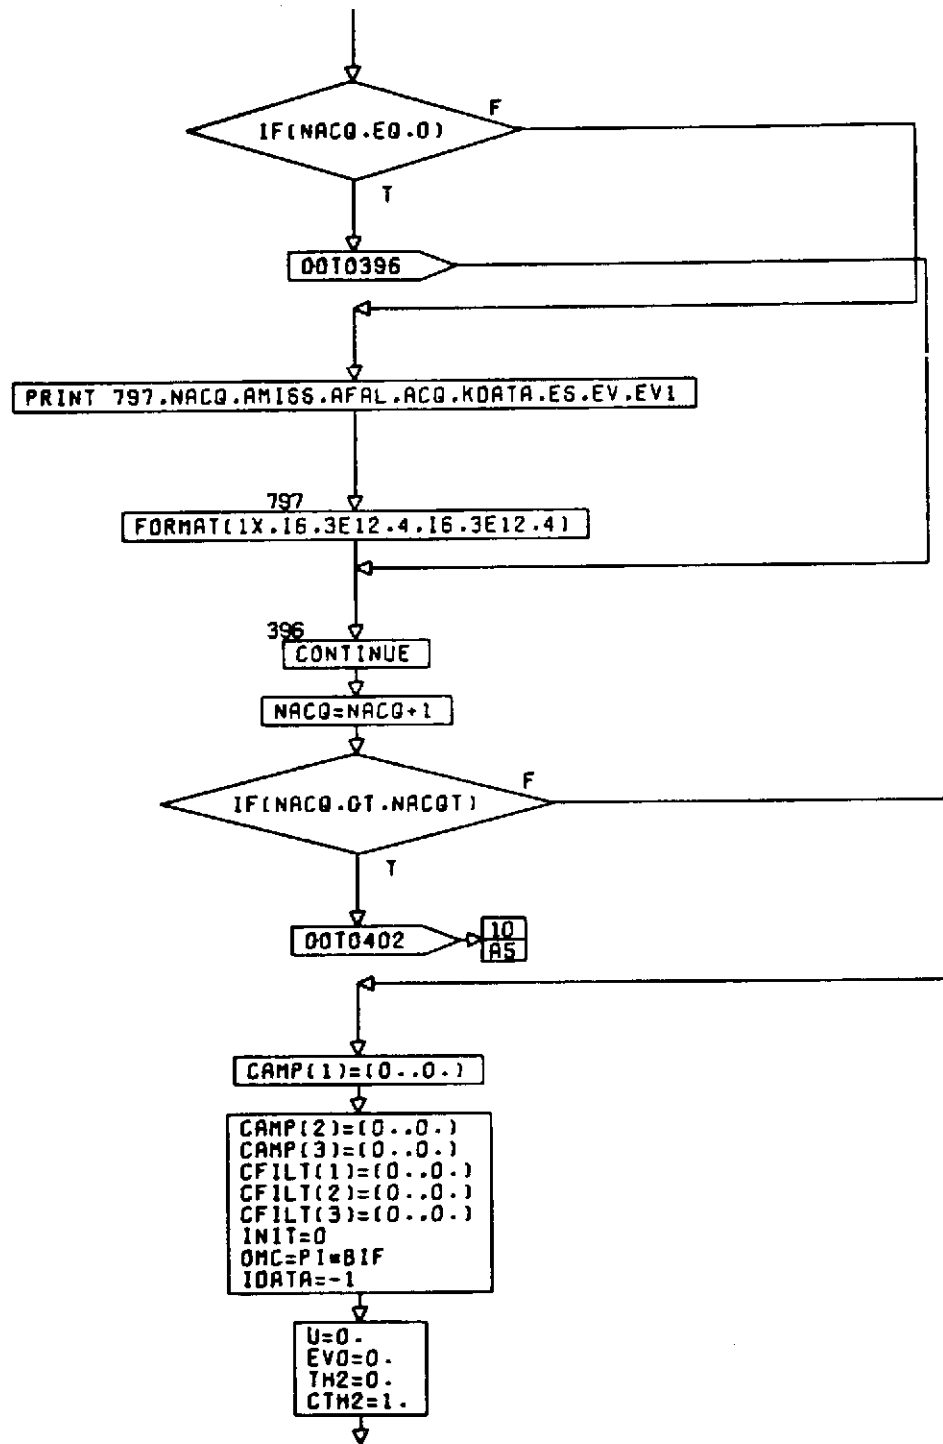 F
IF(NACQ.EQ.0)
T
GOTO396
PRINT 797.NACQ.AMISS.AFAL.ACQ.KDATA.ES.EV.EV1
797
FORMAT(1X.I6.3E12.4.I6.3E12.4)
396
CONTINUE
NACQ=NACQ+1
F
IF(NACQ.GT.NACQT)
T
GOTO402
10
A5
CAMP(1)=(0..0.)
CAMP(2)=(0..0.)
CAMP(3)=(0..0.)
CFILT(1)=(0..0.)
CFILT(2)=(0..0.)
CFILT(3)=(0..0.)
INIT=0
OMC=PI*BIF
IDATA=-1
U=0.
EVO=0.
TH2=0.
CTH2=1.